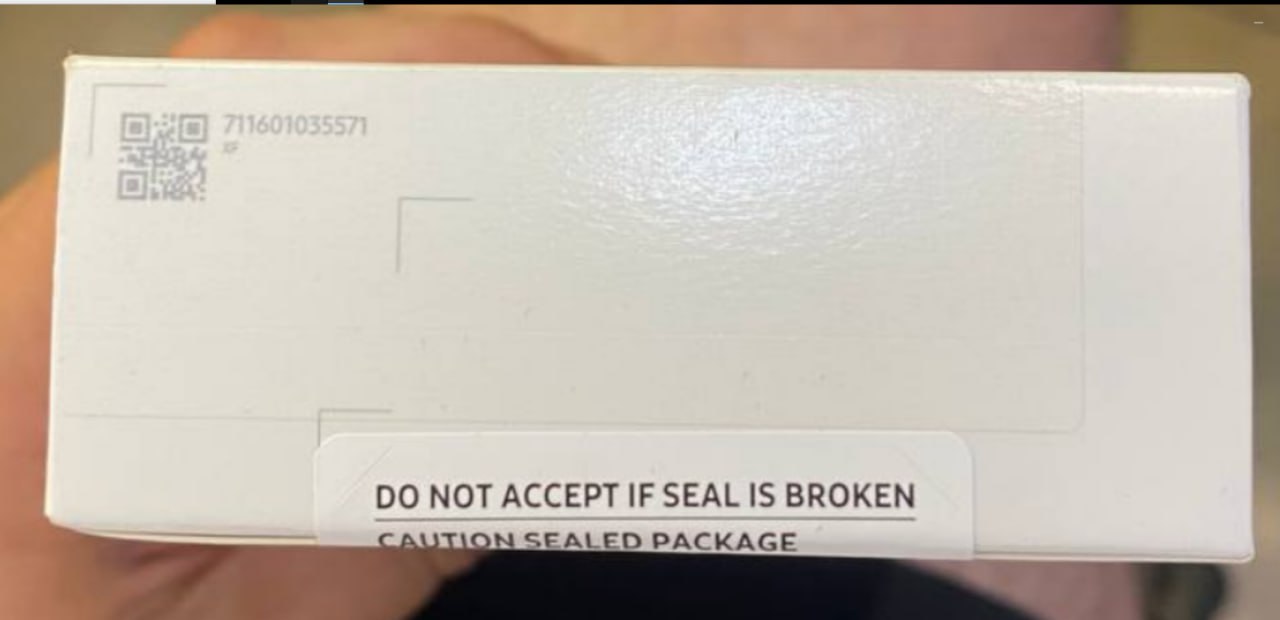 711601035571
DO NOT ACCEPT IF SEAL IS BROKEN
CAUTION SEALED PACKAGE